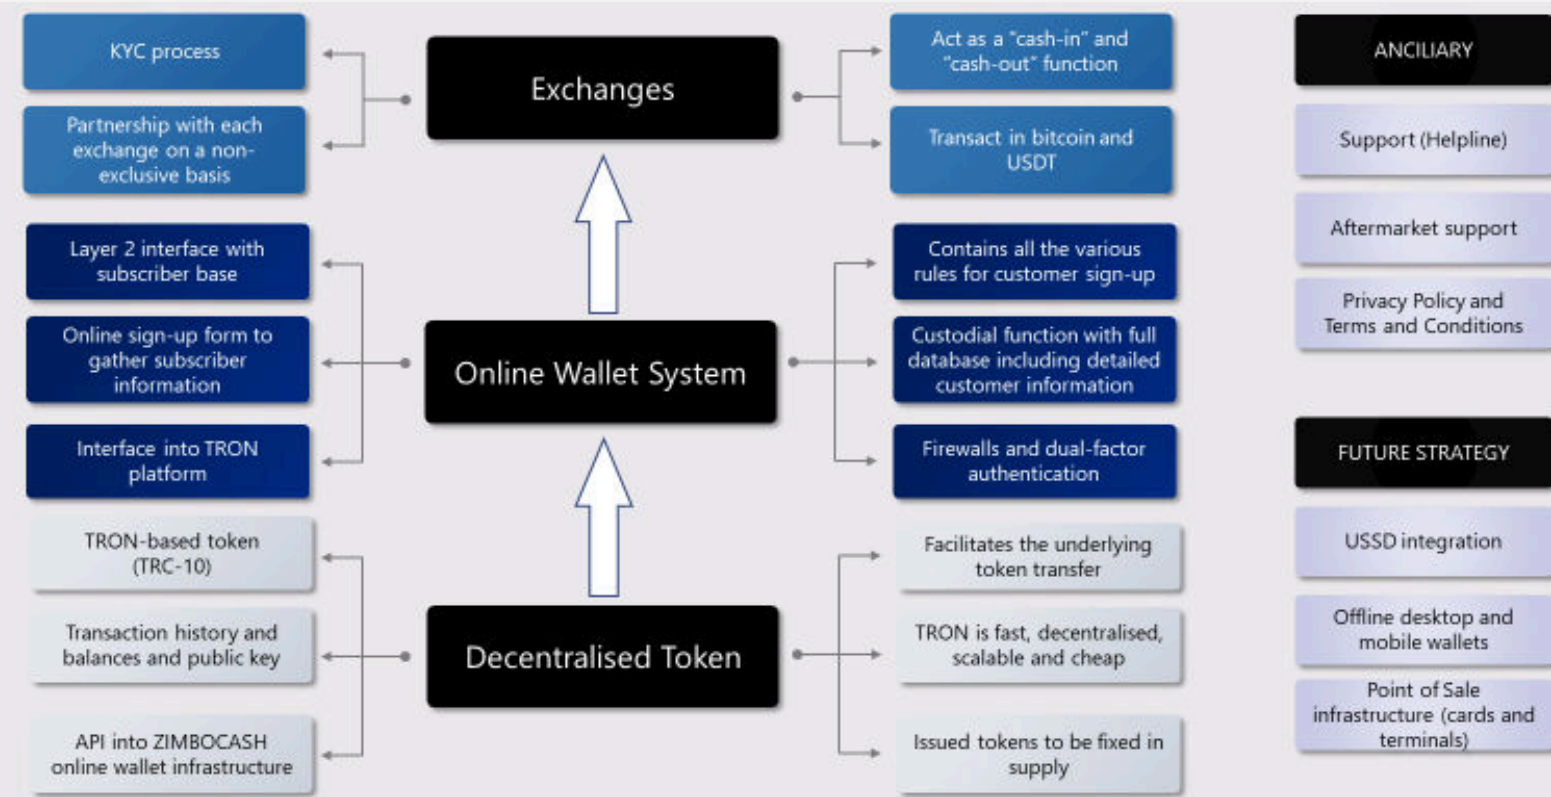 KYC process
Partnership with each
exchange on a non-
exclusive basis
Exchanges
Act as a “cash-in” and
“cash-out” function
Transact in bitcoin and
USDT
Layer 2 interface with
subscriber base
Online sign-up form to
gather subscriber
information
Interface into TRON
platform
Online Wallet System
Contains all the various
rules for customer sign-up
Custodial function with full
database including detailed
customer information
Firewalls and dual-factor
authentication
TRON-based token
(TRC-10)
Transaction history and
balances and public key
API into ZIMBOCASH
online wallet infrastructure
Decentralised Token
Facilitates the underlying
token transfer
TRON is fast, decentralised,
scalable and cheap
Issued tokens to be fixed in
supply
ANCILIARY
Support (Helpline)
Aftermarket support
Privacy Policy and
Terms and Conditions
FUTURE STRATEGY
USSD integration
Offline desktop and
mobile wallets
Point of Sale
infrastructure (cards and
terminals)